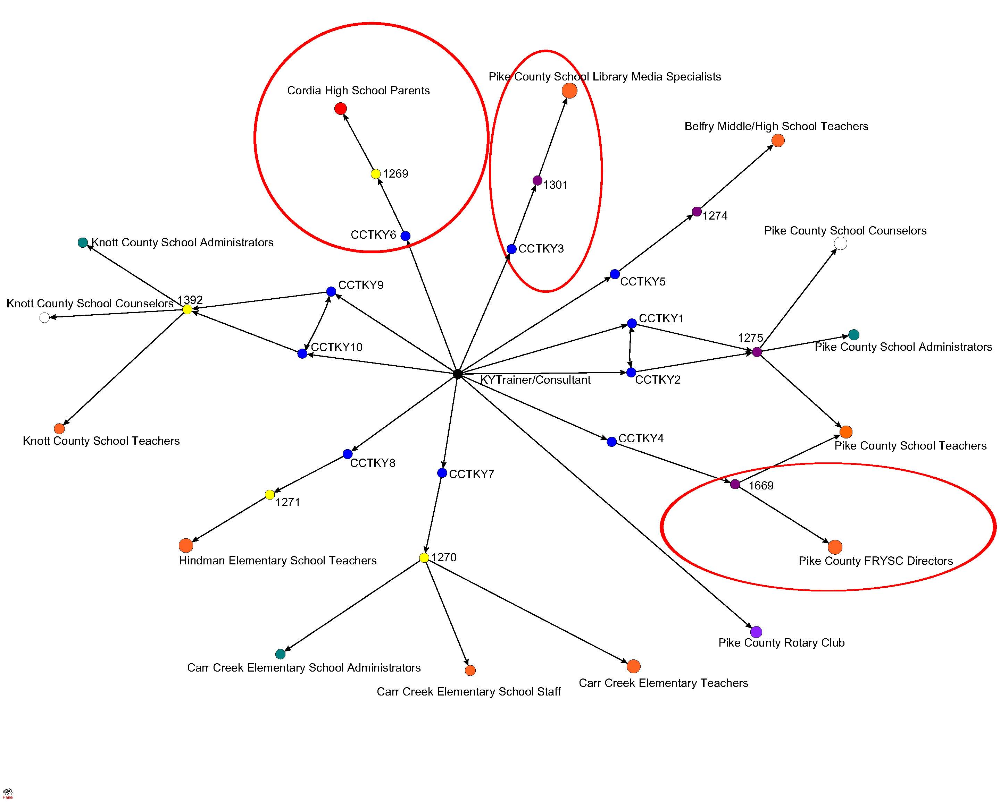 Pike County School Library Media Specialists
Cordia High School Parents
Belfry Middle/High School Teachers
1269
1301
1274
Pike County School Counselors
CCTKY6
Knott County School Administrators
CCTKY3
CCTKY5
CCTKY9
1392
Knott County School Counselors
CCTKY1
1275
CCTKY10
Pike County School Administrators
KYTrainer/Consultant
CCTKY2
CCTKY4
Knott County School Teachers
Pike County School Teachers
CCTKY8
CCTKY7
1669
1271
1270
Hindman Elementary School Teachers
Pike County FRYSC Directors
Pike County Rotary Club
Carr Creek Elementary School Administrators
Carr Creek Elementary Teachers
Carr Creek Elementary School Staff
Pajek